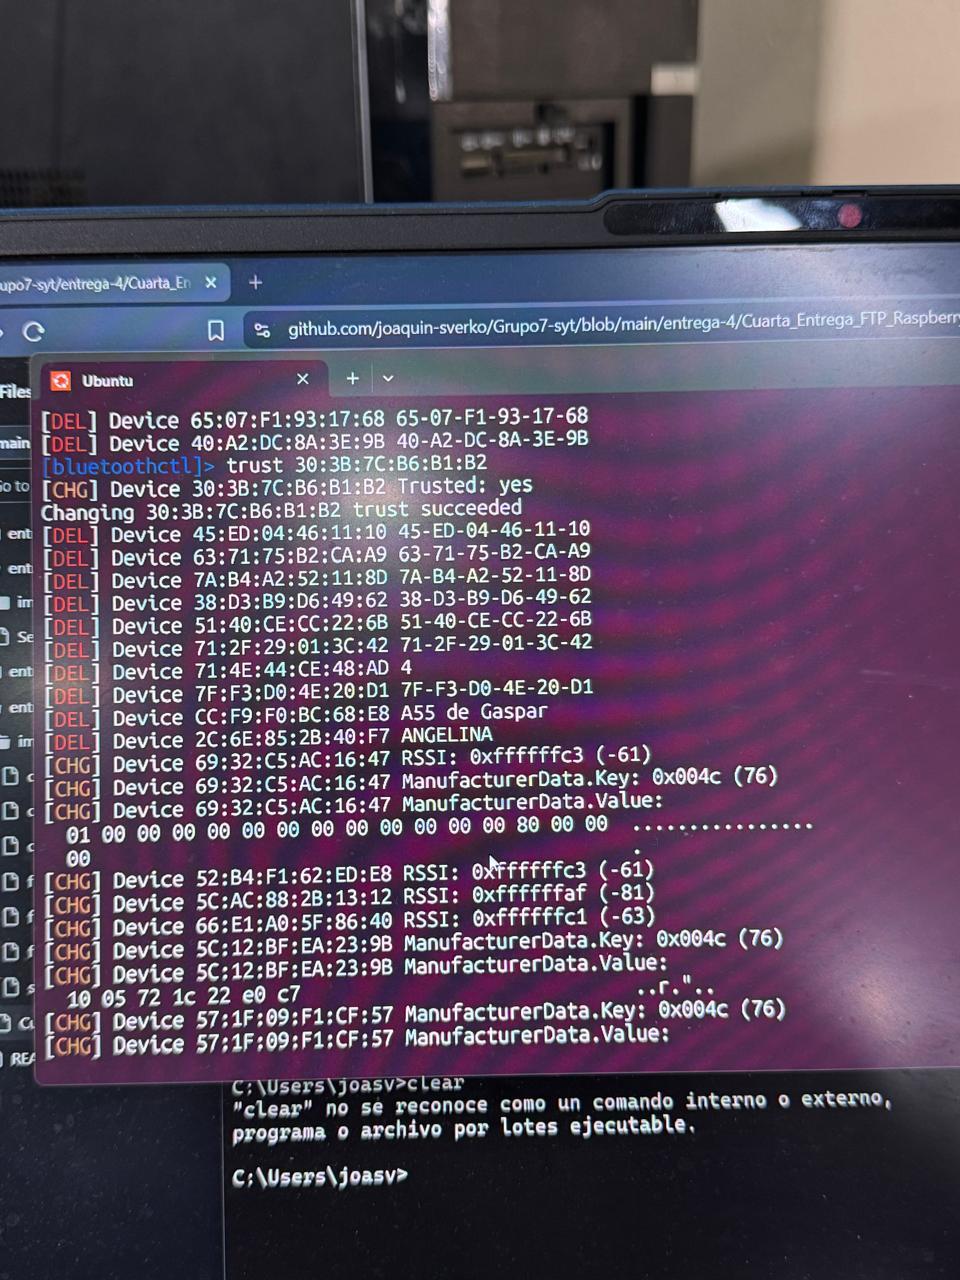 upo7-syt/entrega-4/Cuarta_En
github.com/joaquin-sverko/Grupo7-syt/blob/main/entrega-4/Cuarta_Entrega_FTP_Raspberry
Files
Ubuntu
main
Go to
ent
ent
im
Se
ent
ent
im
REA
[DEL] Device 65:07:F1:93:17:68 65-07-F1-93-17-68
[DEL] Device 40:A2:DC:8A:3E:9B 40-A2-DC-8A-3E-9B
[bluetoothctl]> trust 30:3B:7C:B6:B1:B2
[CHG] Device 30:3B:7C:B6:B1:B2 Trusted: yes
Changing 30:3B:7C:B6:B1:B2 trust succeeded
[DEL] Device 45:ED:04:46:11:10 45-ED-04-46-11-10
[DEL] Device 63:71:75:B2:CA:A9 63-71-75-B2-CA-A9
[DEL] Device 7A:B4:A2:52:11:8D 7A-B4-A2-52-11-8D
[DEL] Device 38:D3:B9:D6:49:62 38-D3-B9-D6-49-62
[DEL] Device 51:40:CE:CC:22:6B 51-40-CE-CC-22-6B
[DEL] Device 71:2F:29:01:3C:42 71-2F-29-01-3C-42
[DEL] Device 71:4E:44:CE:48:AD 4
[DEL] Device 7F:F3:D0:4E:20:D1 7F-F3-D0-4E-20-D1
[DEL] Device CC:F9:F0:BC:68:E8 A55 de Gaspar
[DEL] Device 2C:6E:85:2B:40:F7 ANGELINA
[CHG] Device 69:32:C5:AC:16:47 RSSI: 0xffffffc3 (-61)
[CHG] Device 69:32:C5:AC:16:47 ManufacturerData.Key: 0x004c (76)
[CHG] Device 69:32:C5:AC:16:47 ManufacturerData.Value:
01 00 00 00 00 00 00 00 00 00 00 00 00 80 00 00 ................
00 .
[CHG] Device 52:B4:F1:62:ED:E8 RSSI: 0xffffffc3 (-61)
[CHG] Device 5C:AC:88:2B:13:12 RSSI: 0xffffffaf (-81)
[CHG] Device 66:E1:A0:5F:86:40 RSSI: 0xffffffc1 (-63)
[CHG] Device 5C:12:BF:EA:23:9B ManufacturerData.Key: 0x004c (76)
[CHG] Device 5C:12:BF:EA:23:9B ManufacturerData.Value:
10 05 72 1c 22 e0 c7 ..r."..
[CHG] Device 57:1F:09:F1:CF:57 ManufacturerData.Key: 0x004c (76)
[CHG] Device 57:1F:09:F1:CF:57 ManufacturerData.Value:
C:\Users\joasv>clear
"clear" no se reconoce como un comando interno o externo,
programa o archivo por lotes ejecutable.
C:\Users\joasv>